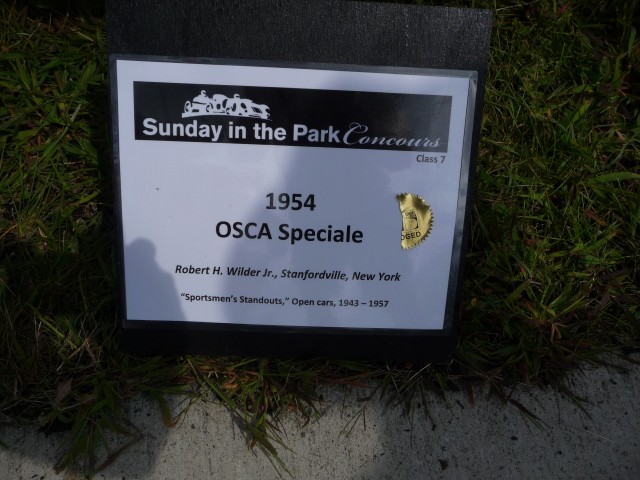 Sunday in the Park Concours
Class 7
1954
OSCA Speciale
Robert H. Wilder Jr., Stanfordville, New York
“Sportsmen’s Standouts,” Open cars, 1943 – 1957